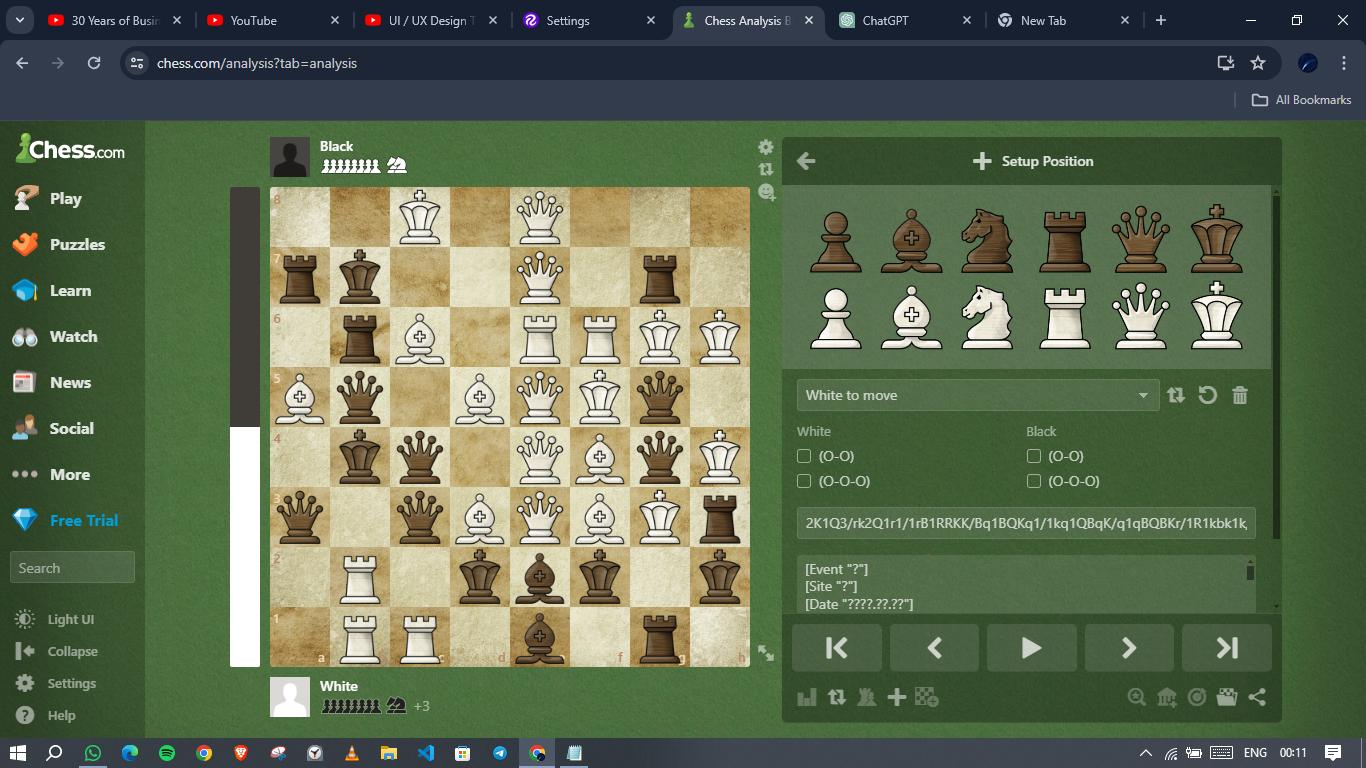 30 Years of Busin
YouTube
UI / UX Design T
Settings
Chess Analysis B
ChatGPT
New Tab
chess.com/analysis?tab=analysis
All Bookmarks
Chess.com
Play
Puzzles
Learn
Watch
News
Social
More
Free Trial
Search
Light UI
Collapse
Settings
Help
Black
8
7
6
5
4
3
2
1
a
c
d
f
g
h
White
+3
Setup Position
White to move
White
Black
(O-O)
(O-O)
(O-O-O)
(O-O-O)
2K1Q3/rk2Q1r1/1rB1RRKK/Bq1BQKq1/1kq1QBqK/q1qBQBKr/1R1kbk1k,
[Event "?"]
[Site "?"]
[Date "????.??.??"]
ENG
00:11